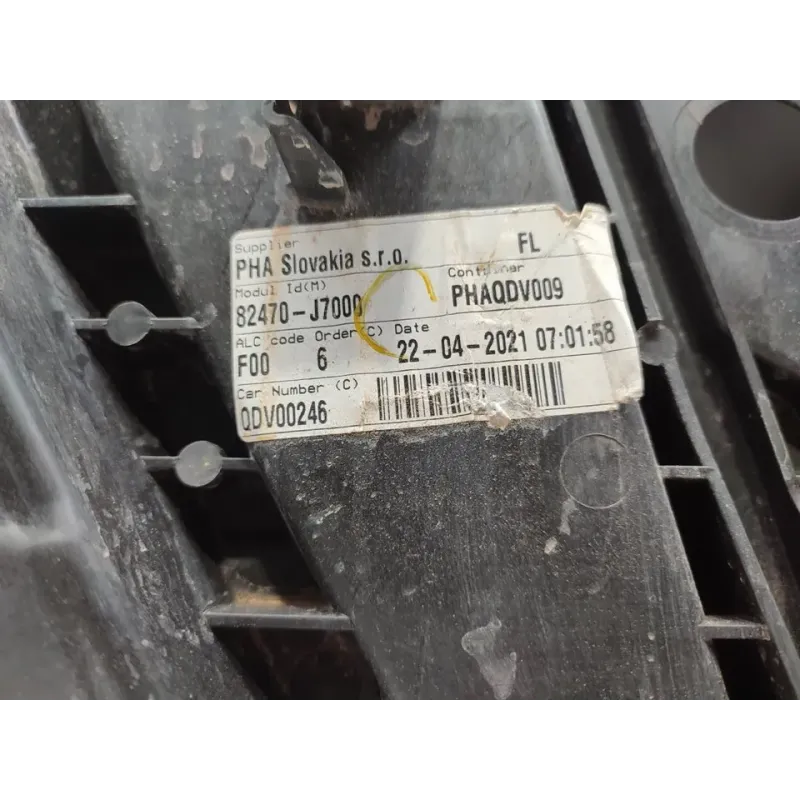 Supplier
PHA Slovakia s.r.o. FL
Modul Id(M) Container
82470-J7000 PHAQDV009
ALC code Order(C) Date
F00 6 22-04-2021 07:01:58
Car Number (C)
QDV00246